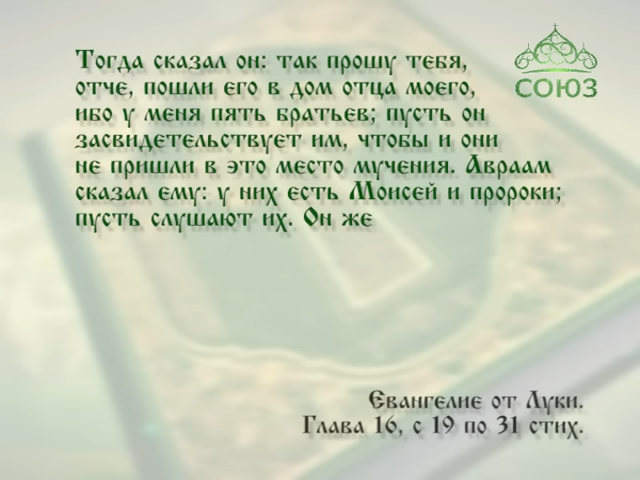 СОЮЗ
Тогда сказал он: так прошу тебя,
отче, пошли его в дом отца моего,
ибо у меня пять братьев; пусть он
засвидетельствует им, чтобы и они
не пришли в это место мучения. Авраам
сказал ему: у них есть Моисей и пророки;
пусть слушают их. Он же
Евангелие от Луки.
Глава 16, с 19 по 31 стих.